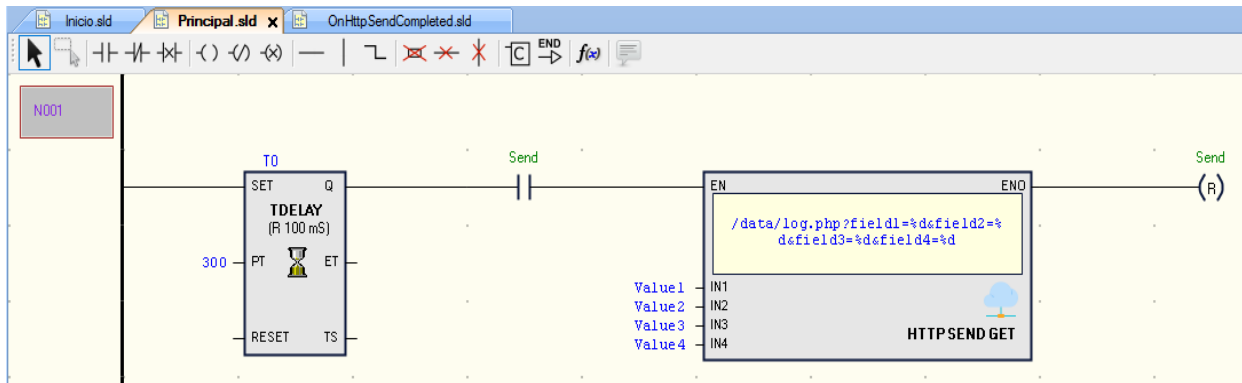 Inicio.sld Principal.sld x OnHttpSendCompleted.sld
END
C f(x)
N001
T0
SET Q
TDELAY
(R 100 mS)
300 PT ET
RESET TS
Send
EN ENO
/data/log.php?field1=%d&field2=%
d&field3=%d&field4=%d
Value1 IN1
Value2 IN2
Value3 IN3
Value4 IN4
HTTP SEND GET
Send
R